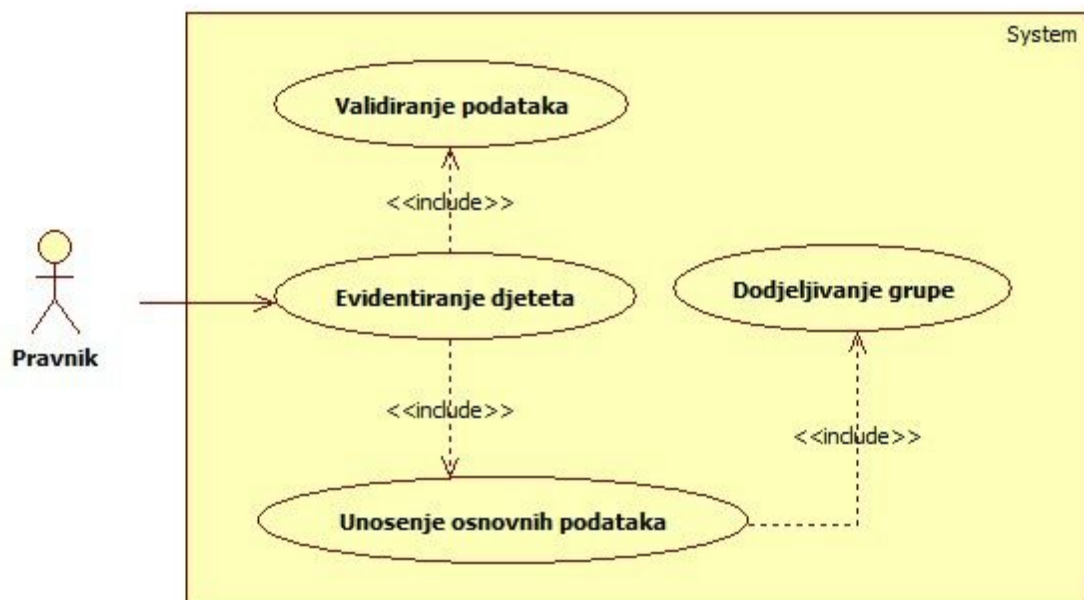 System
Validiranje podataka
<<include>>
Evidentiranje djeteta
Dodjeljivanje grupe
Pravnik
<<include>>
<<include>>
Unosenje osnovnih podataka